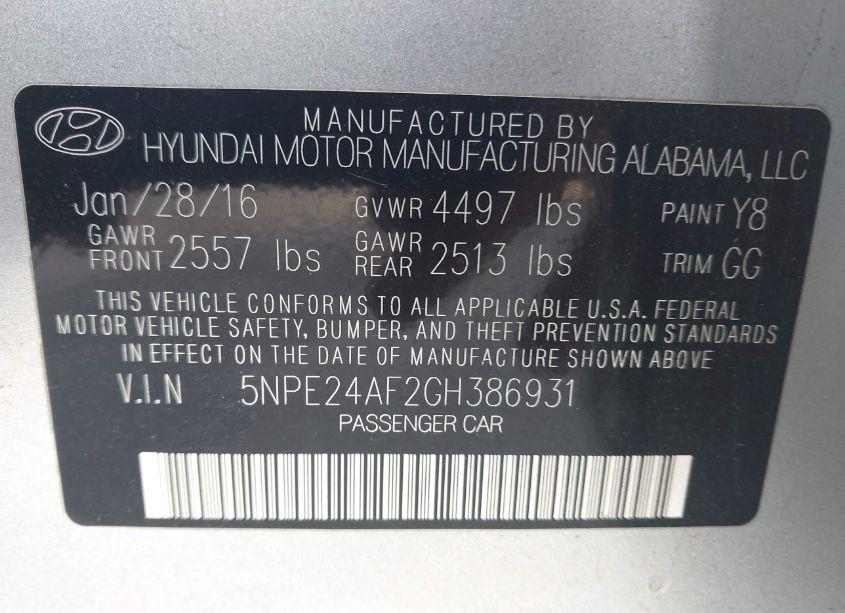 MANUFACTURED BY
HYUNDAI MOTOR MANUFACTURING ALABAMA, LLC
Jan/28/16 GVWR 4497 lbs PAINT Y8
GAWR FRONT 2557 lbs GAWR REAR 2513 lbs TRIM GG
THIS VEHICLE CONFORMS TO ALL APPLICABLE U.S.A. FEDERAL
MOTOR VEHICLE SAFETY, BUMPER, AND THEFT PREVENTION STANDARDS
IN EFFECT ON THE DATE OF MANUFACTURE SHOWN ABOVE
V.I.N 5NPE24AF2GH386931
PASSENGER CAR